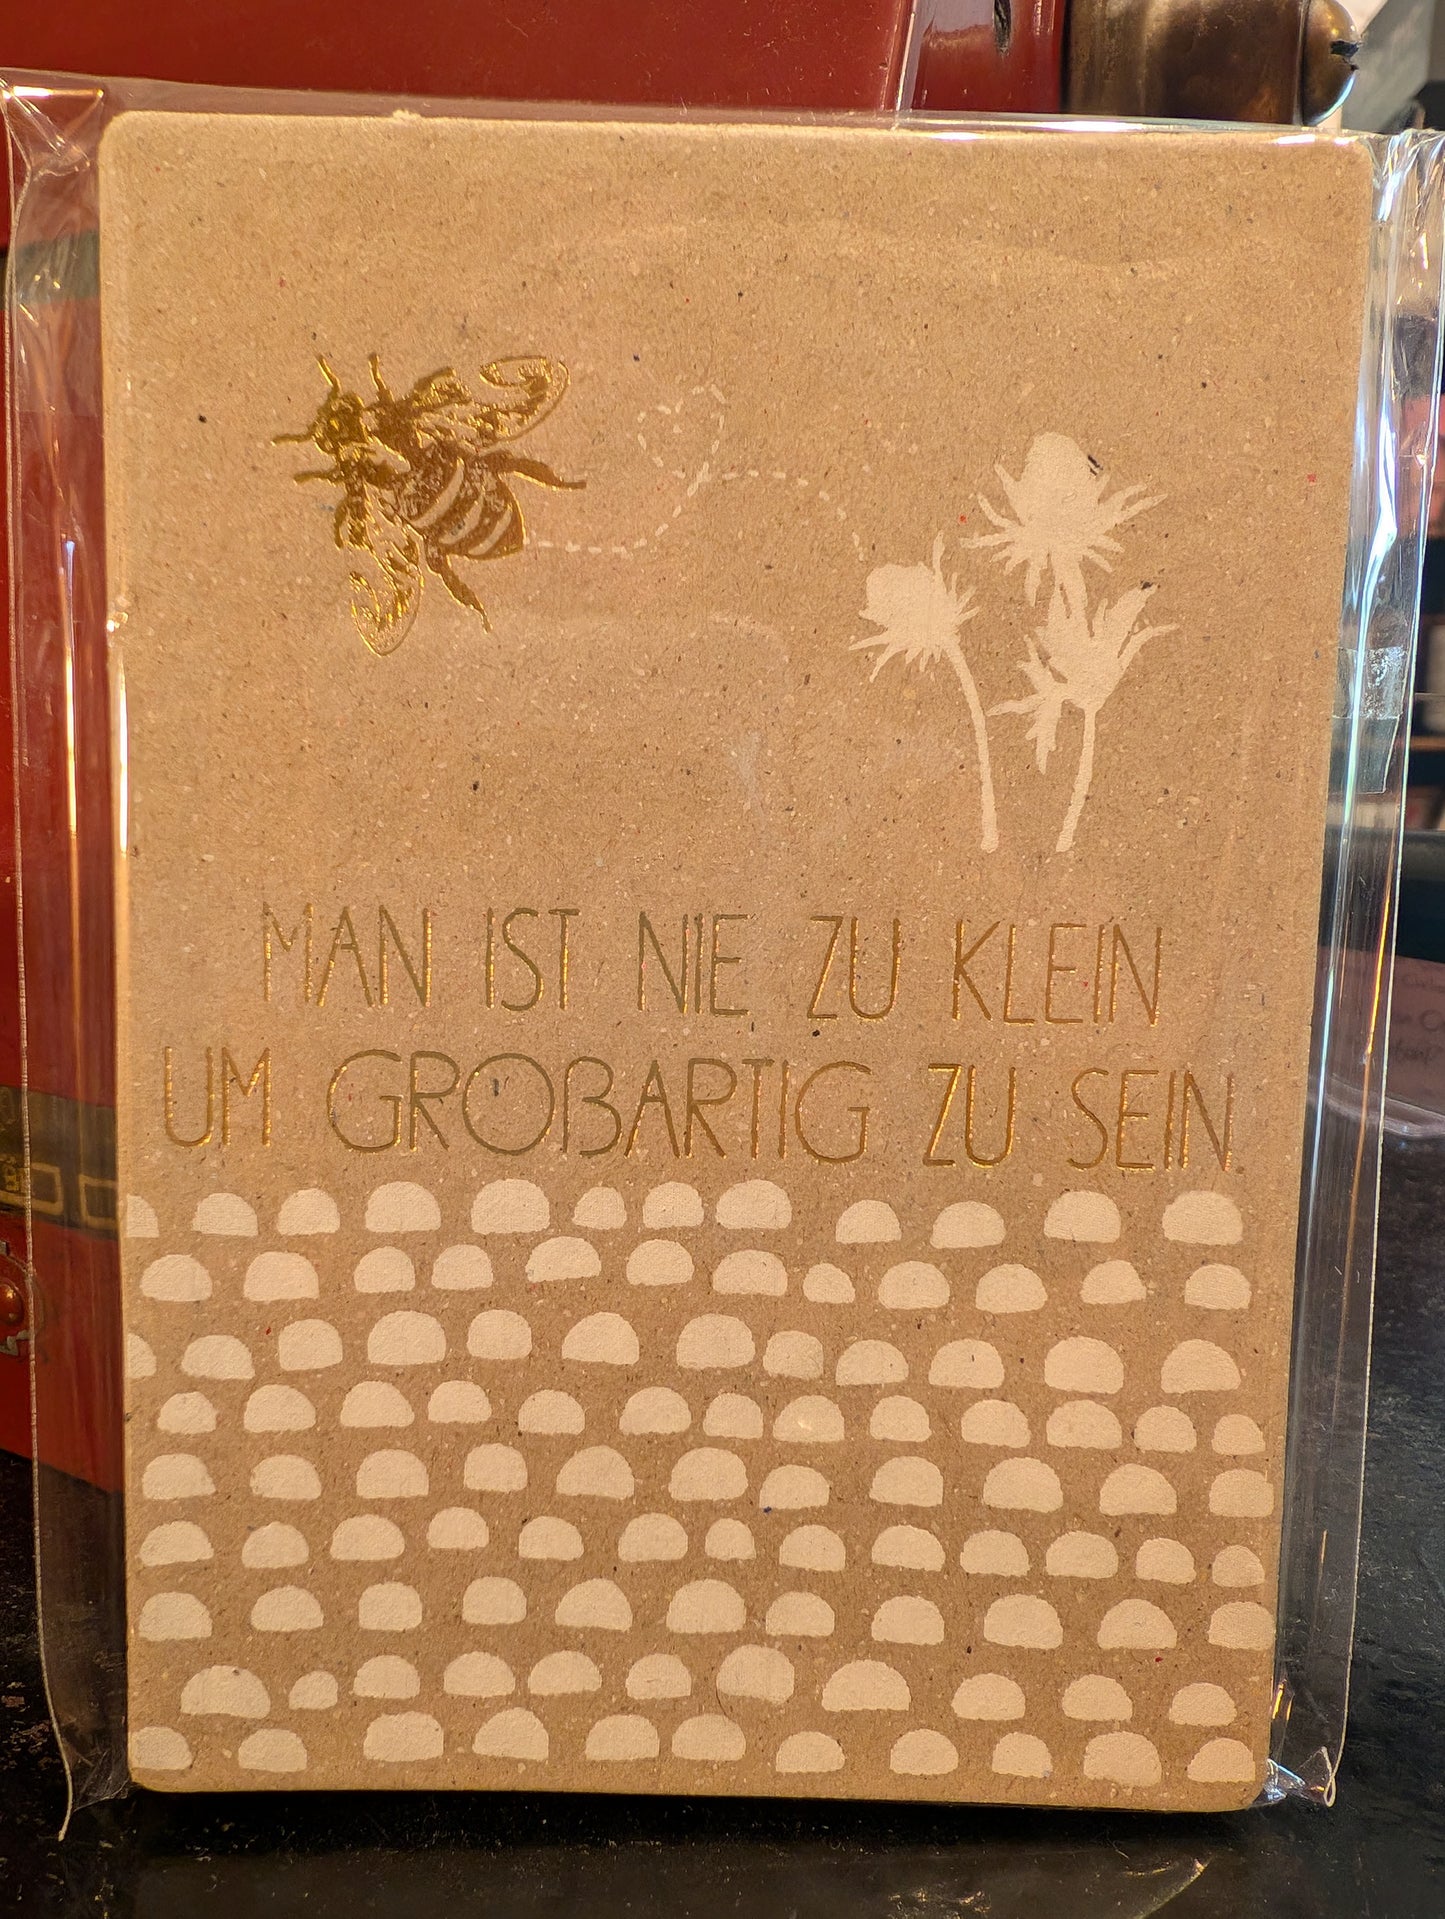 MAN IST NIE ZU KLEIN
UM GROßARTIG ZU SEIN.